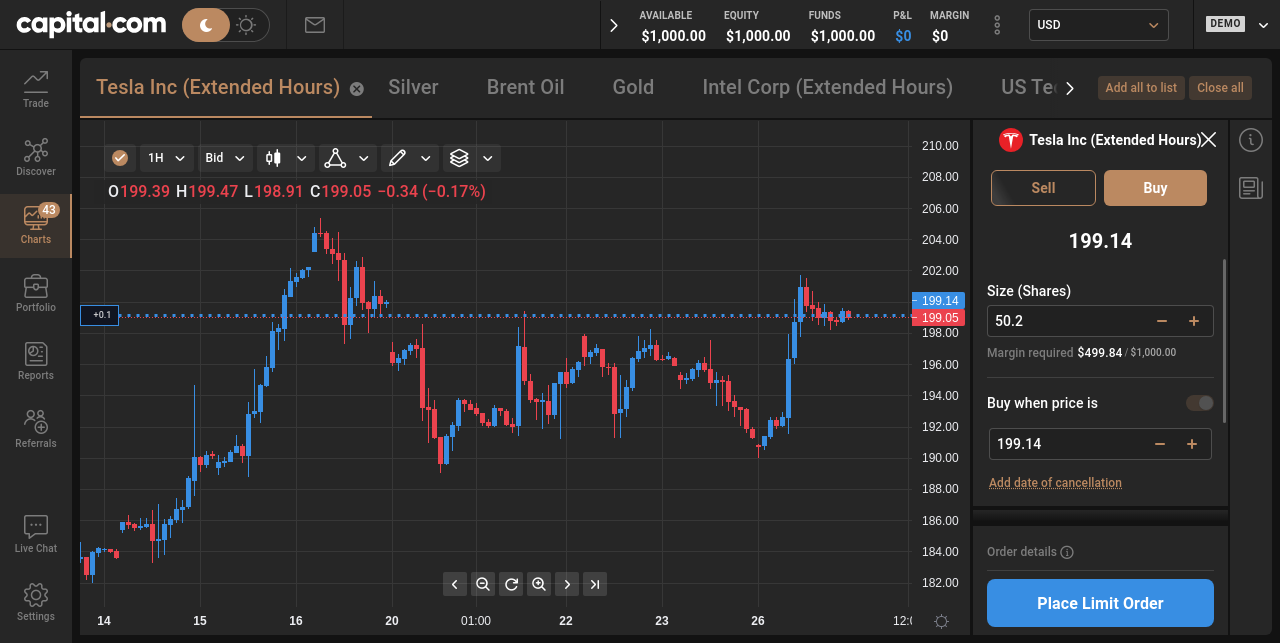 capital.com
AVAILABLE EQUITY FUNDS P&L MARGIN
$1,000.00 $1,000.00 $1,000.00 $0 $0
USD
DEMO
Trade
Discover
43
Charts
Portfolio
Reports
Referrals
Live Chat
Settings
Tesla Inc (Extended Hours) Silver Brent Oil Gold Intel Corp (Extended Hours) US Te
Add all to list Close all
1H Bid
O199.39 H199.47 L198.91 C199.05 −0.34 (−0.17%)
+0.1
210.00
208.00
206.00
204.00
202.00
199.14
199.05
198.00
196.00
194.00
192.00
190.00
188.00
186.00
184.00
182.00
14 15 16 20 01:00 22 23 26 12:0
Tesla Inc (Extended Hours)
Sell Buy
199.14
Size (Shares)
50.2
Margin required $499.84 / $1,000.00
Buy when price is
199.14
Add date of cancellation
Order details
Place Limit Order